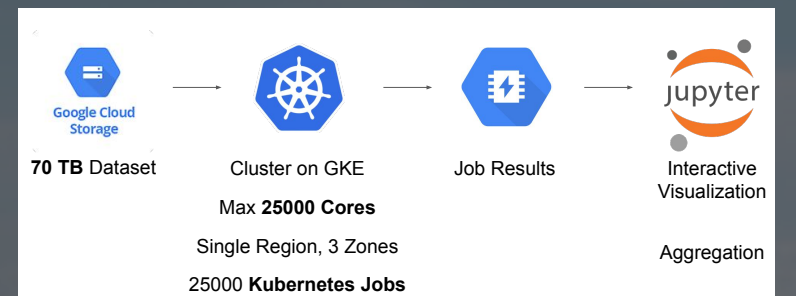 Google Cloud
Storage
70 TB Dataset
Cluster on GKE
Max 25000 Cores
Single Region, 3 Zones
25000 Kubernetes Jobs
Job Results
jupyter
Interactive
Visualization
Aggregation